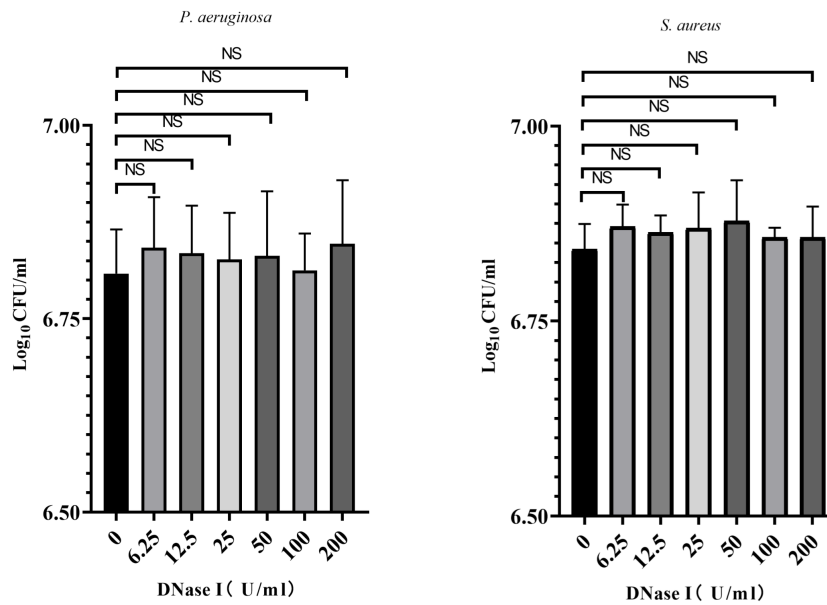 P. aeruginosa
NS
NS
NS
NS
NS
NS
7.00
6.75
6.50
Log10 CFU/ml
0
6.25
12.5
25
50
100
200
DNase I( U/ml)
S. aureus
NS
NS
NS
NS
NS
NS
7.00
6.75
6.50
Log10 CFU/ml
0
6.25
12.5
25
50
100
200
DNase I( U/ml)